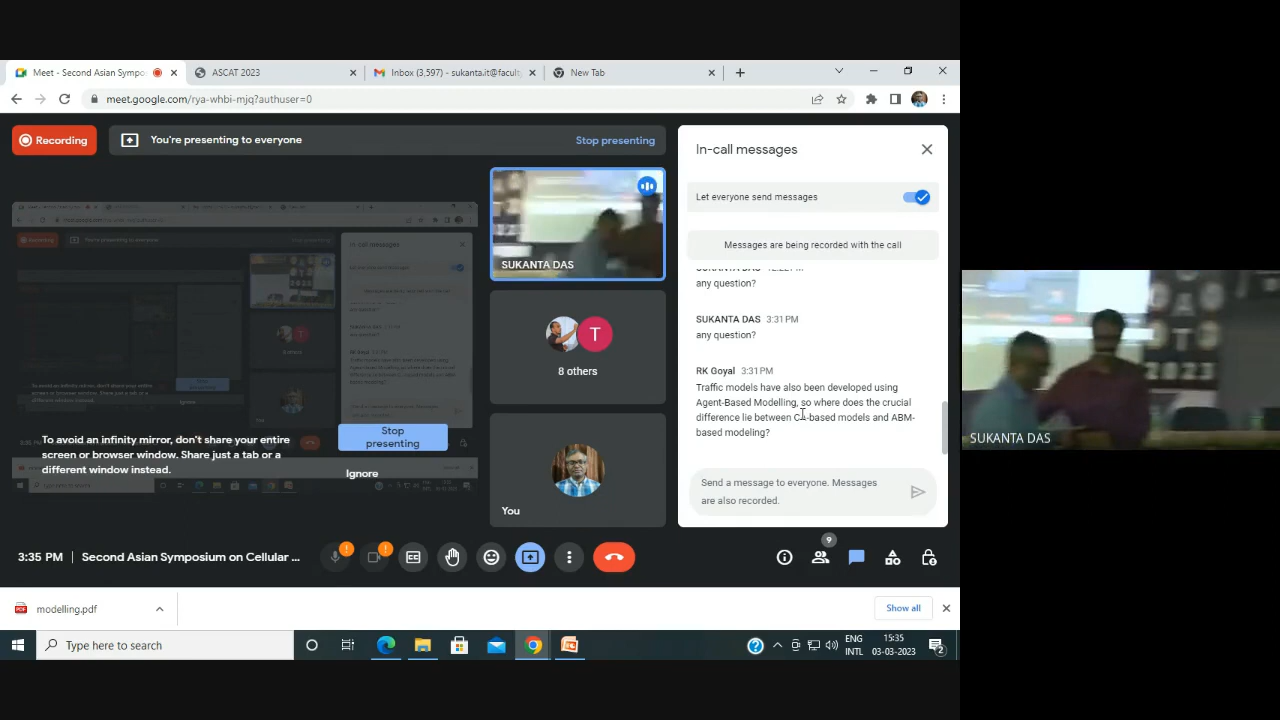 Meet - Second Asian Sympo
ASCAT 2023
Inbox (3,597) - sukanta.it@facult
New Tab
meet.google.com/rya-whbi-mjq?authuser=0
Recording
You're presenting to everyone
Stop presenting
In-call messages
Let everyone send messages
Messages are being recorded with the call
SUKANTA DAS
any question?
SUKANTA DAS 3:31 PM
any question?
RK Goyal 3:31 PM
Traffic models have also been developed using
Agent-Based Modelling, so where does the crucial
difference lie between CA-based models and ABM-
based modeling?
Send a message to everyone. Messages
are also recorded.
SUKANTA DAS
T
8 others
You
To avoid an infinity mirror, don't share your entire
screen or browser window. Share just a tab or a
different window instead.
Stop
presenting
Ignore
SUKANTA DAS
3:35 PM | Second Asian Symposium on Cellular ...
9
modelling.pdf
Show all
Type here to search
ENG
INTL
15:35
03-03-2023
2